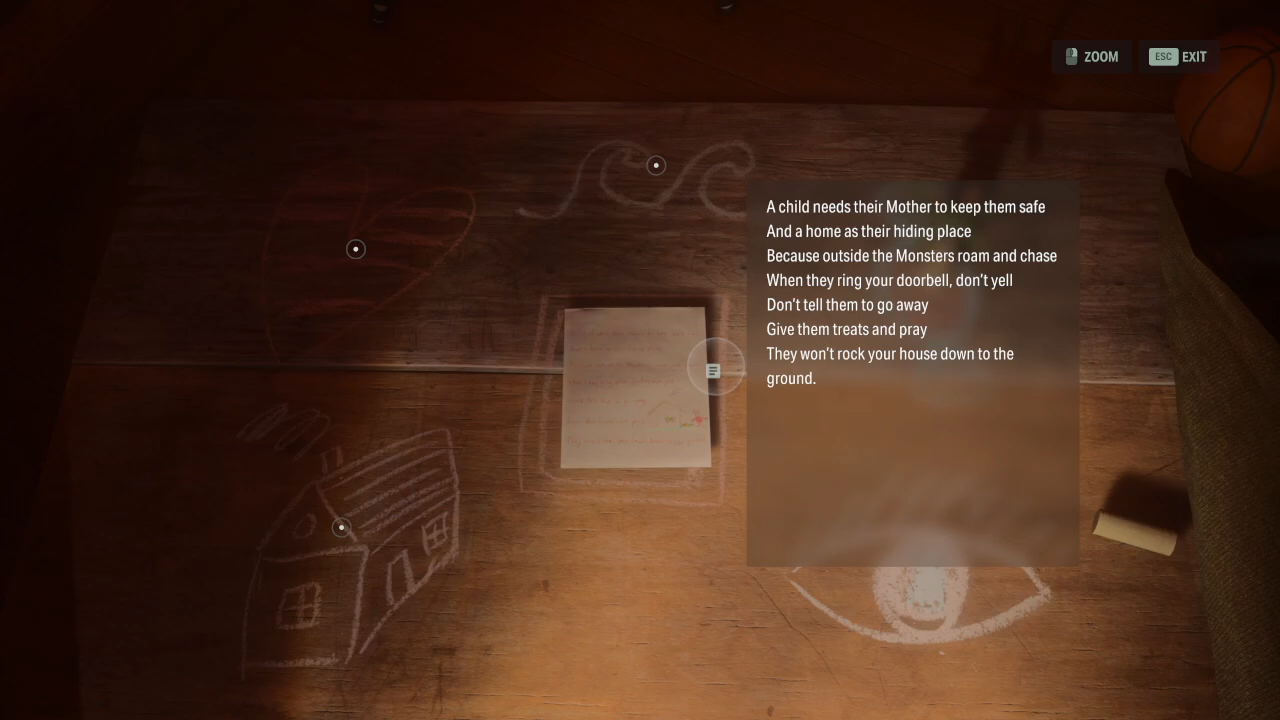 ZOOM
ESC EXIT
A child needs their Mother to keep them safe
And a home as their hiding place
Because outside the Monsters roam and chase
When they ring your doorbell, don't yell
Don't tell them to go away
Give them treats and pray
They won't rock your house down to the
ground.